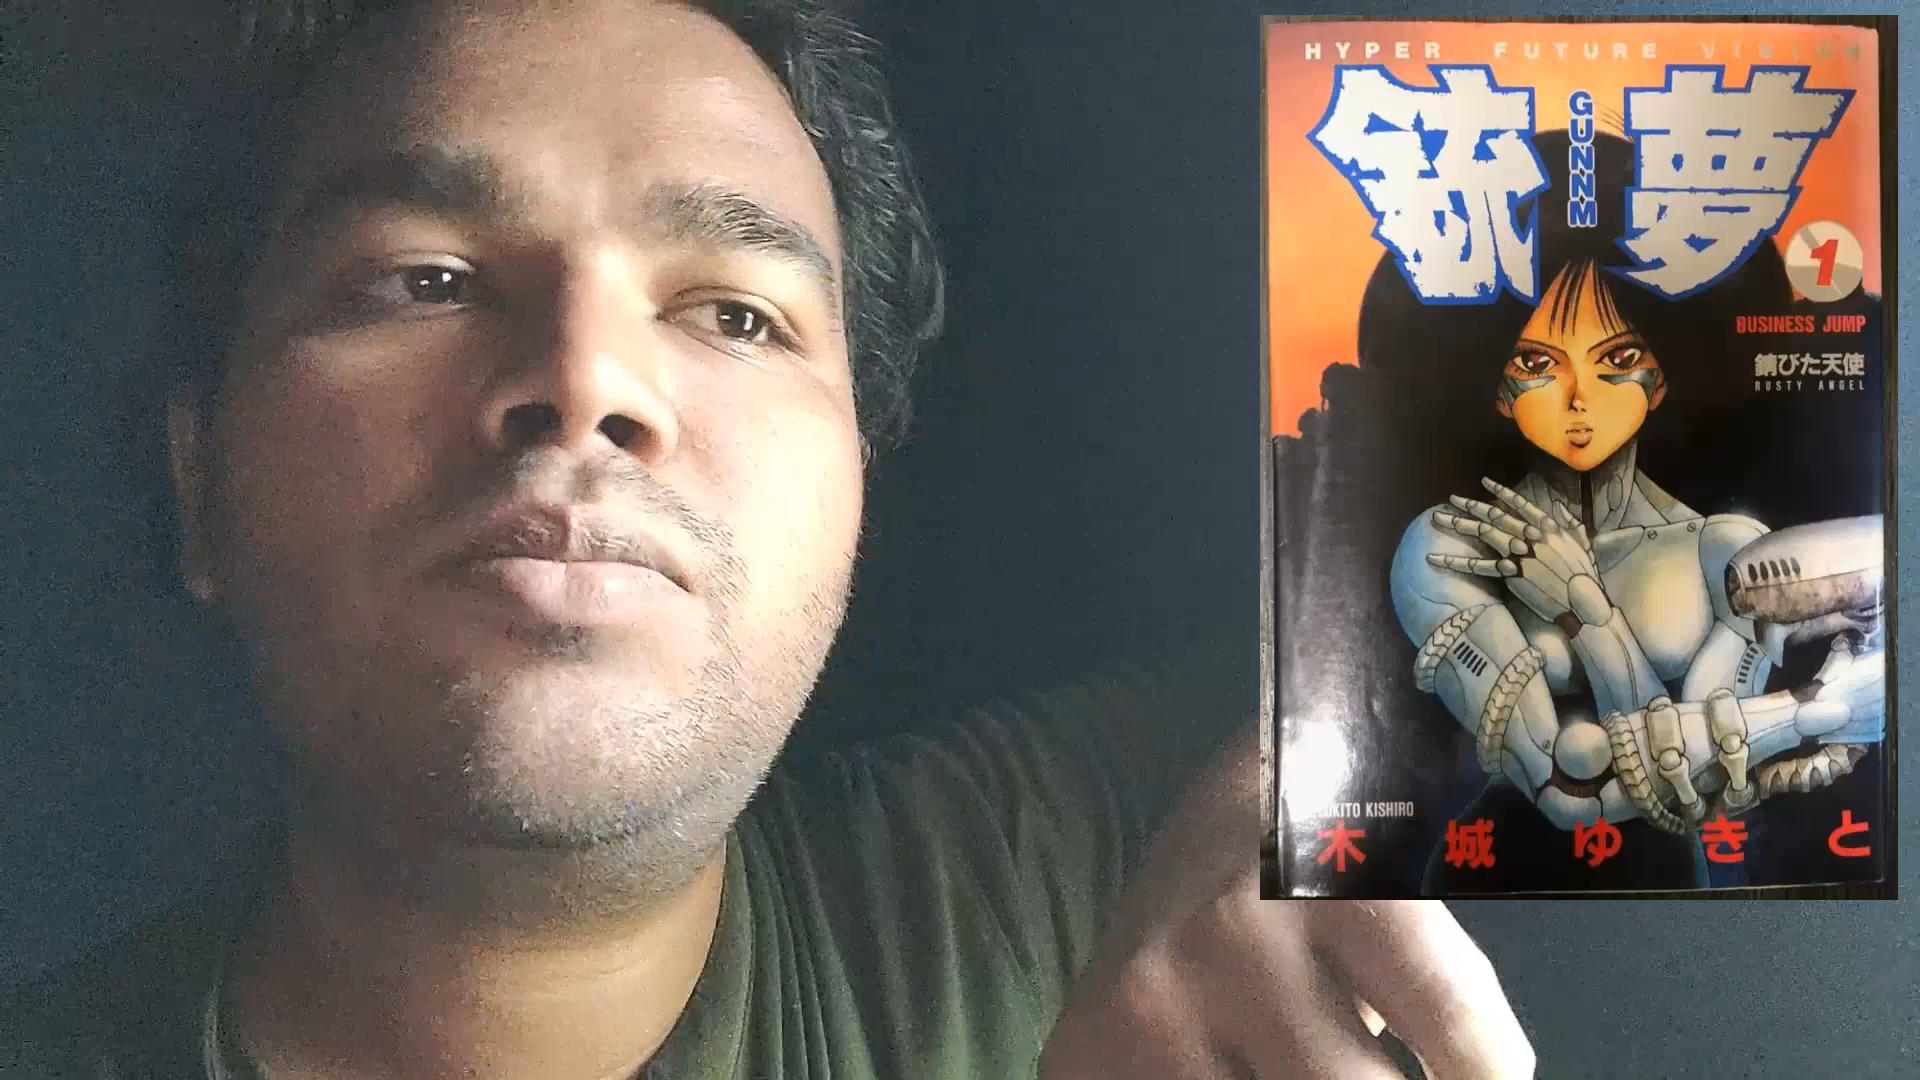 HYPER FUTURE VISION
銃夢
GUNNM
1
BUSINESS JUMP
錆びた天使
RUSTY ANGEL
KISHIRO
木城ゆきと